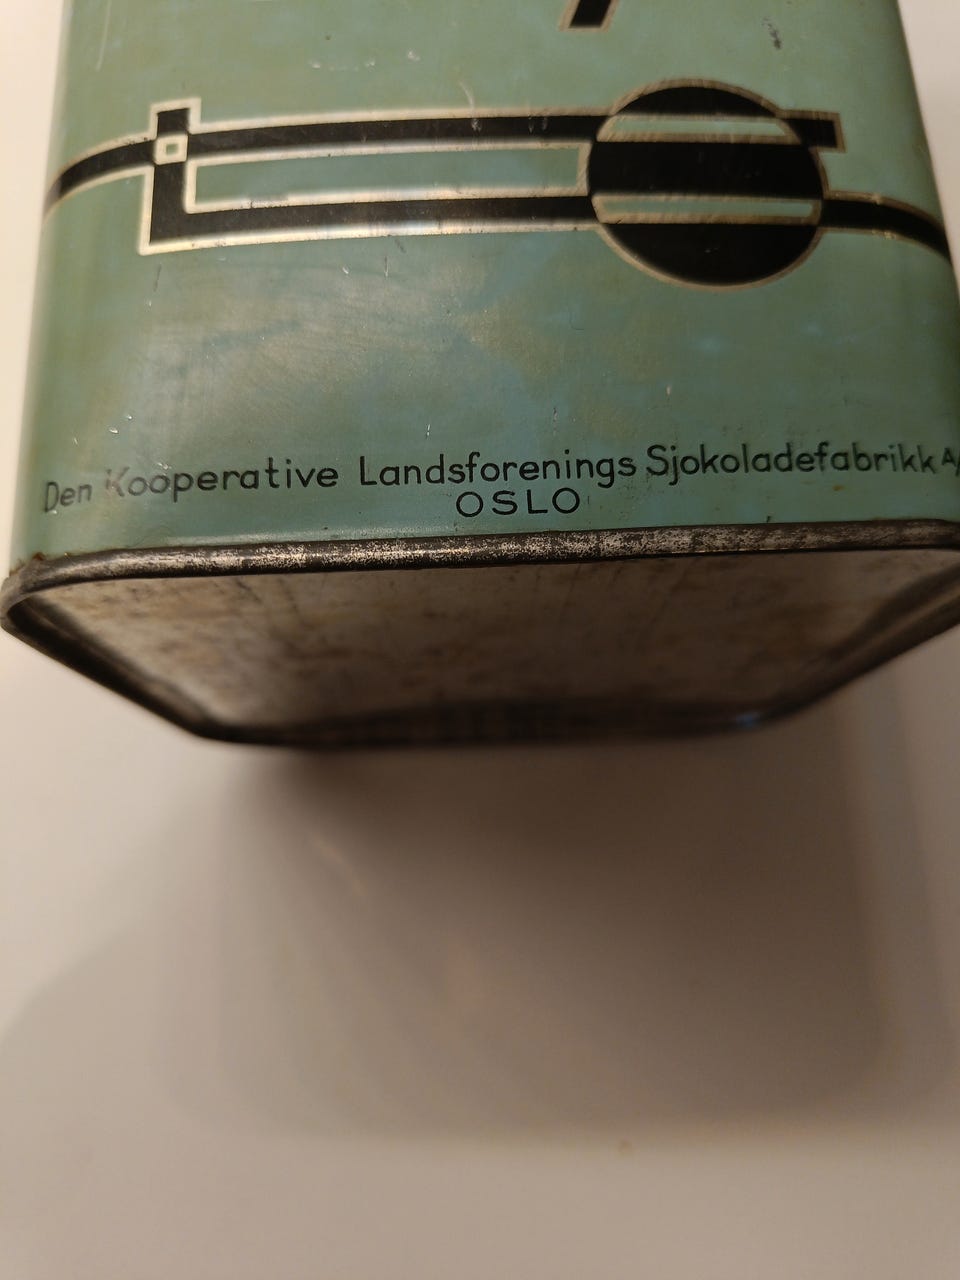 Den Kooperative Landsforenings Sjokoladefabrikk A/
OSLO